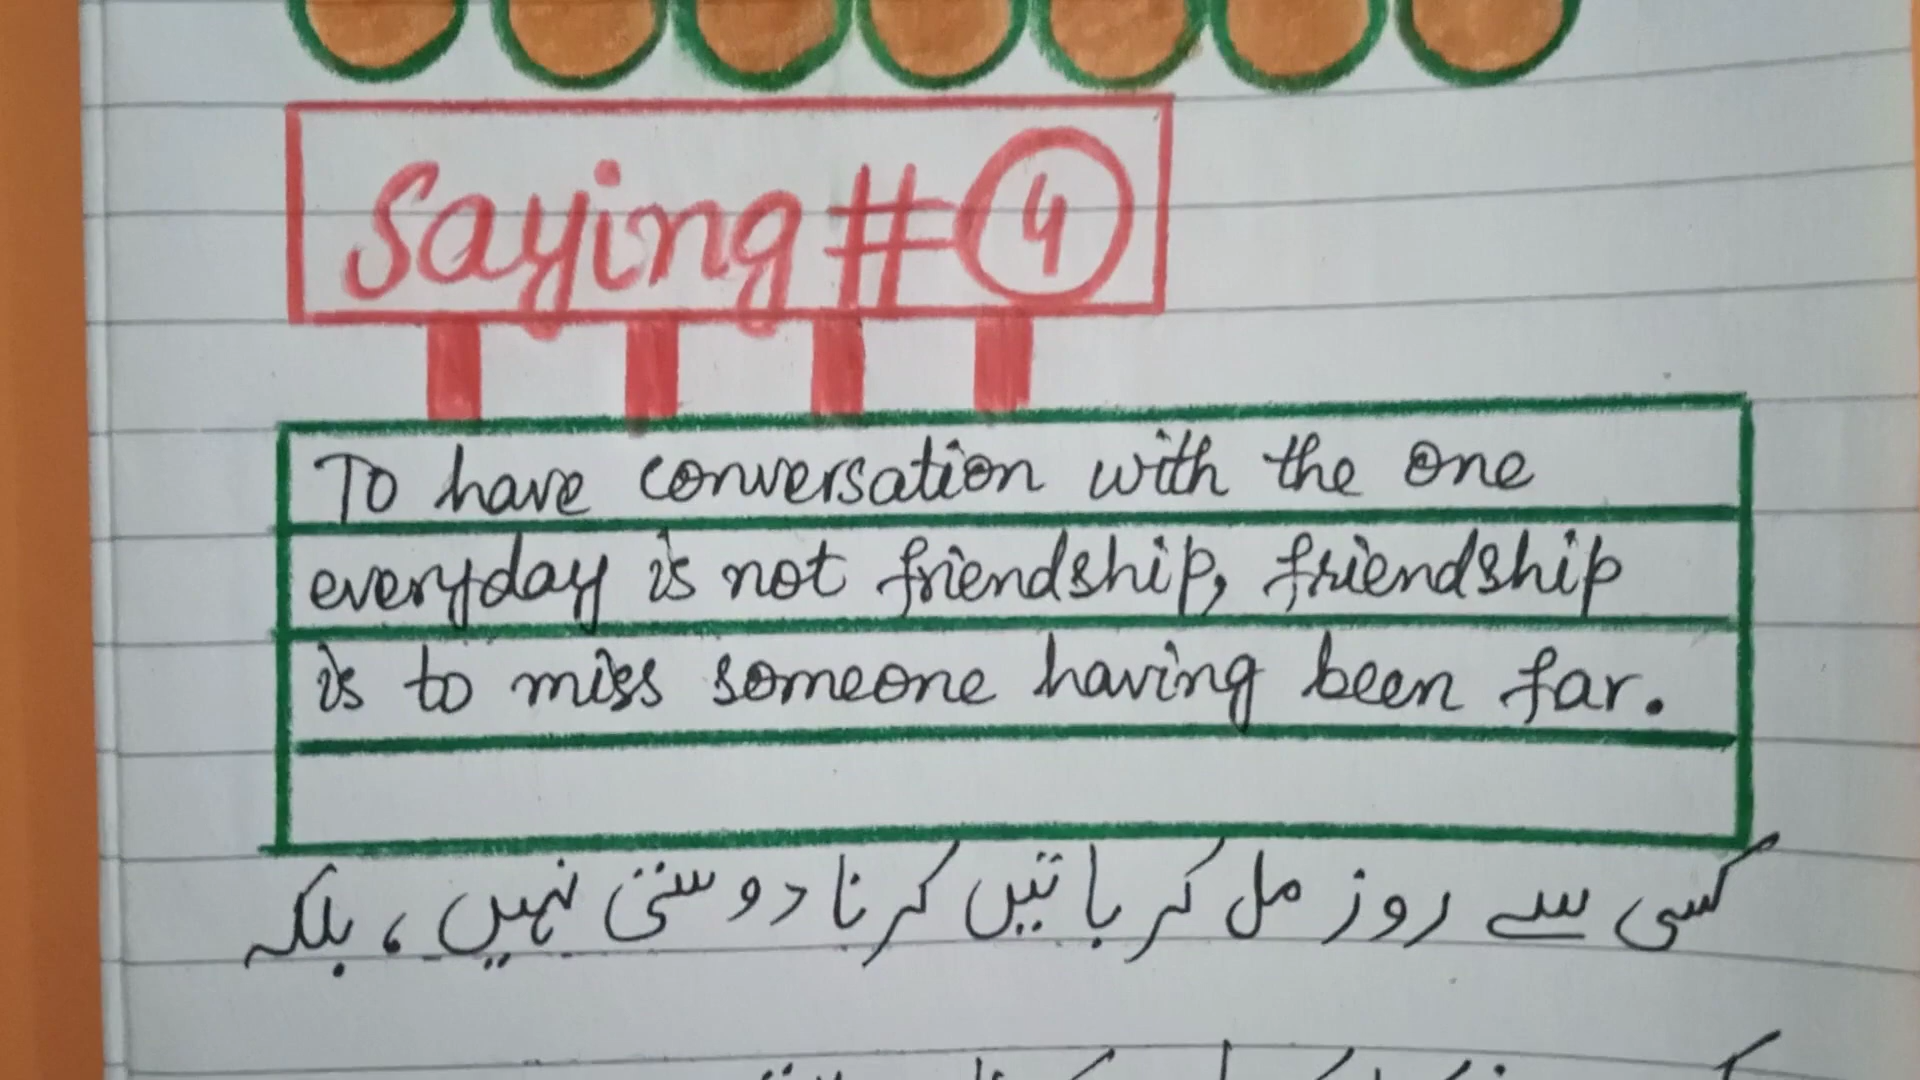 Saying # 4
To have conversation with the one
everyday is not friendship, friendship
is to miss someone having been far.
کسی سے روز مل کر باتیں کرنا دوستی نہیں، بلکہ